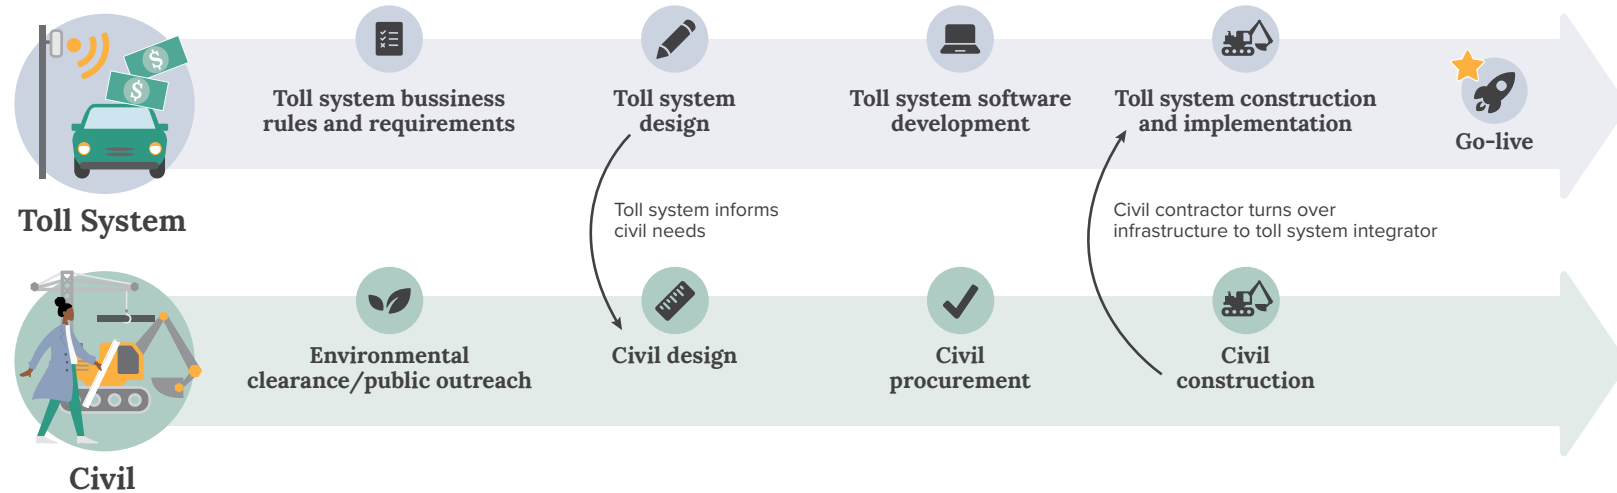 Toll system bussiness
rules and requirements
Toll system
design
Toll system software
development
Toll system construction
and implementation
Go-live
$
$
Toll System
Toll system informs
civil needs
Civil contractor turns over
infrastructure to toll system integrator
Environmental
clearance/public outreach
Civil design
Civil
procurement
Civil
construction
Civil